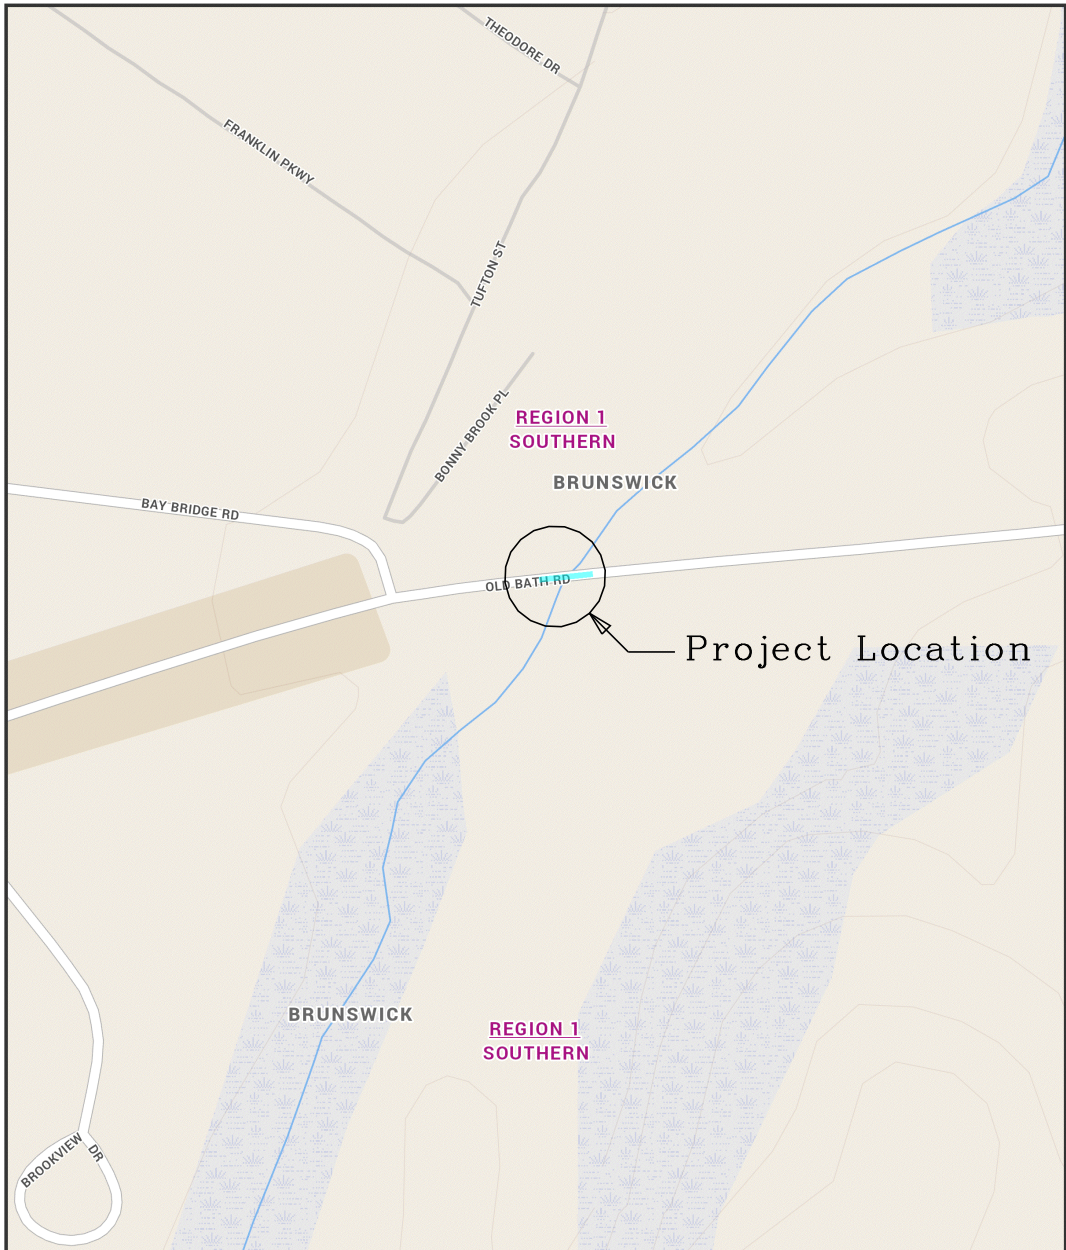 THEODORE DR
FRANKLIN PKWY
TUFTON ST
BONNY BROOK PL
REGION 1
SOUTHERN
BRUNSWICK
BAY BRIDGE RD
OLD BATH RD
Project Location
BRUNSWICK
REGION 1
SOUTHERN
BROOKVIEW DR